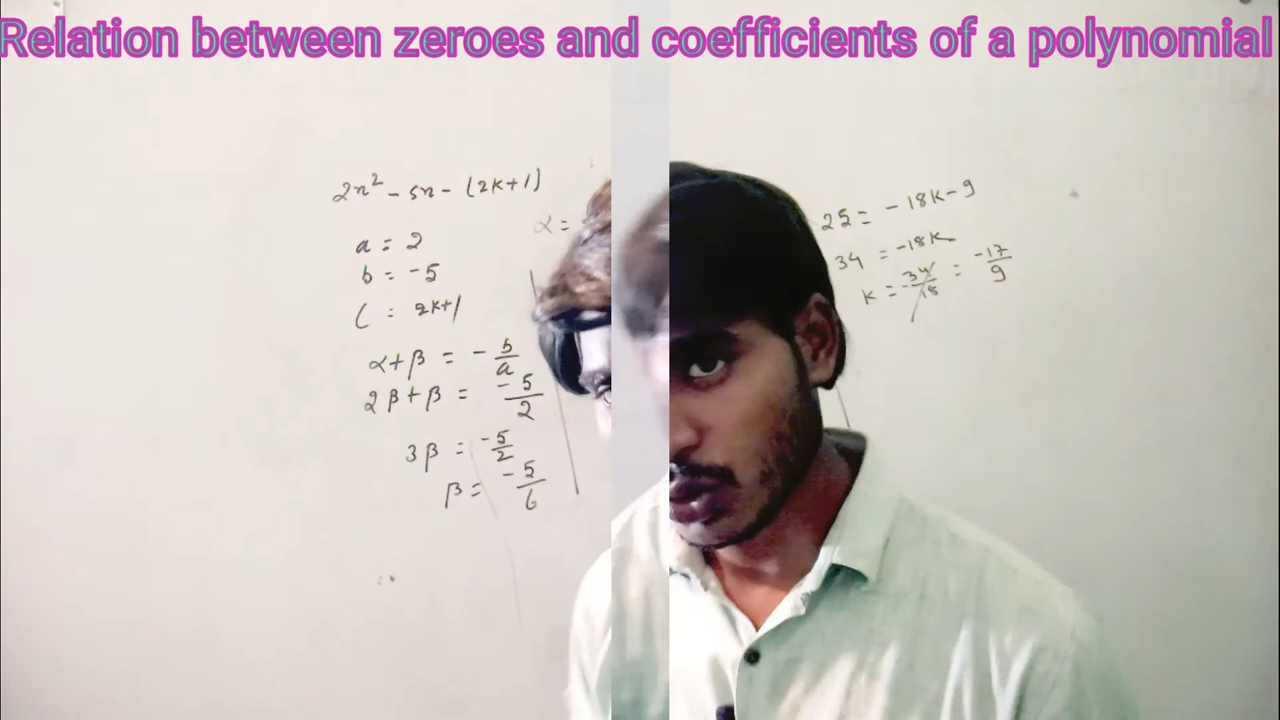 Relation between zeroes and coefficients of a polynomial
2x² - 5x - (2k+1)
α =
a = 2
b = -5
c = 2k+1
α+β = - b/a
2β+β = -5/2
3β = -5/2
β = -5/6
25 = -18k-9
34 = -18k
k = -34/18 = -17/9